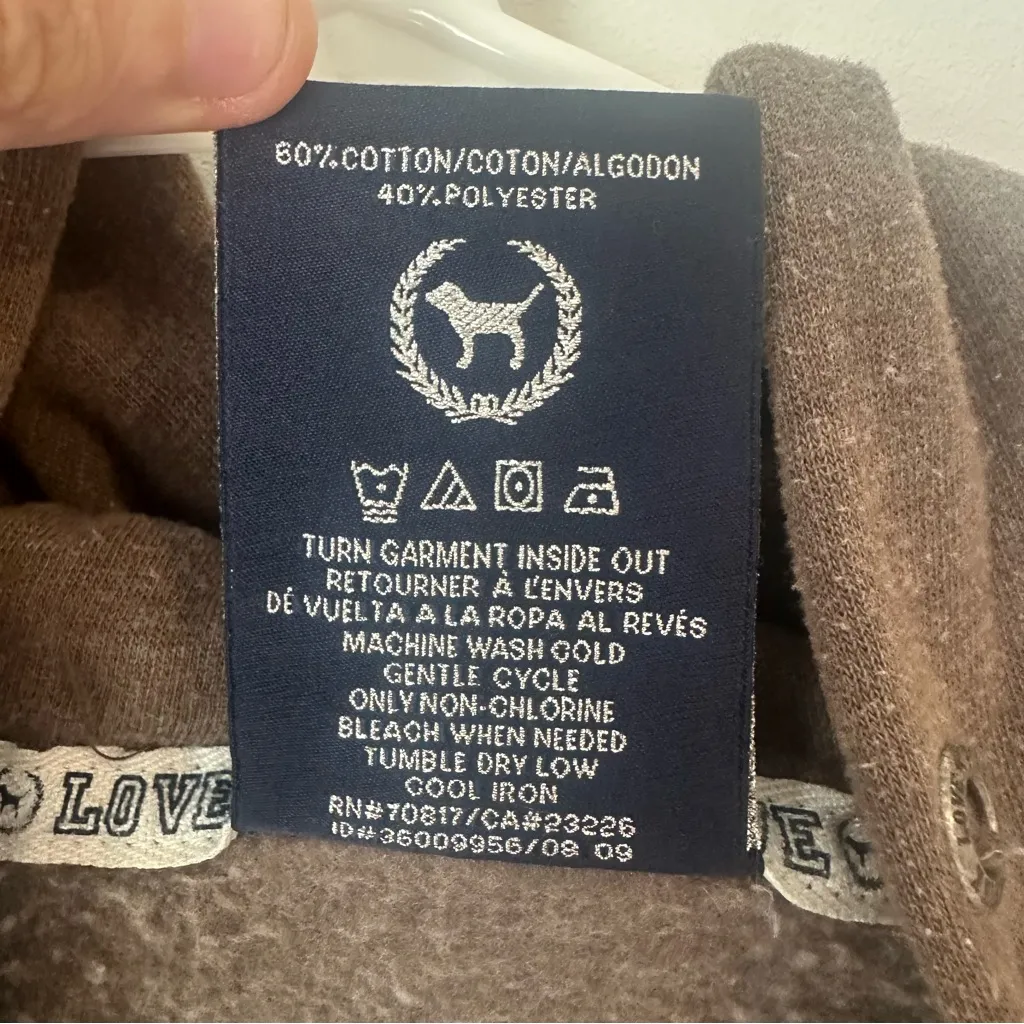 60%COTTON/COTON/ALGODON
40%POLYESTER
TURN GARMENT INSIDE OUT
RETOURNER À L'ENVERS
DÉ VUELTA A LA ROPA AL REVÉS
MACHINE WASH COLD
GENTLE CYCLE
ONLY NON-CHLORINE
BLEACH WHEN NEEDED
TUMBLE DRY LOW
COOL IRON
RN#70817/CA#23226
ID#36009956/08 09
LOVE
E